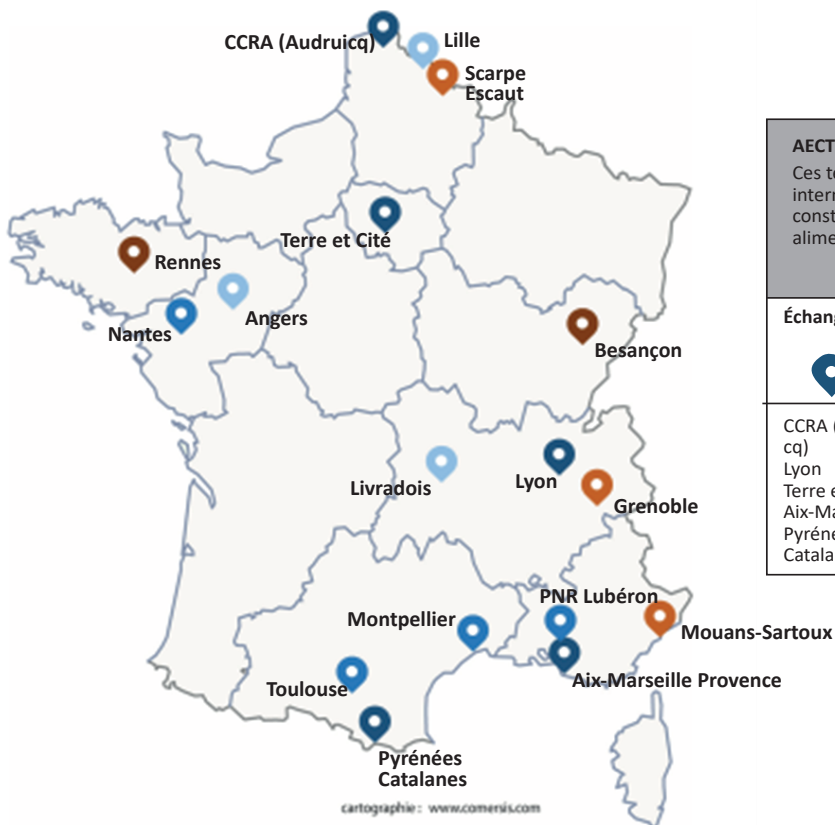 CCRA (Audruicq)
Lille
Scarpe
Escaut
Terre et Cité
Rennes
Angers
Nantes
Besançon
Livradois
Lyon
Grenoble
PNR Lubéron
Montpellier
Mouans-Sartoux
Toulouse
Aix-Marseille Provence
Pyrénées
Catalanes
cartographie : www.comersis.com
AECT
Ces te
inter
const
alime
Échang
CCRA (
cq)
Lyon
Terre e
Aix-Ma
Pyréné
Catala